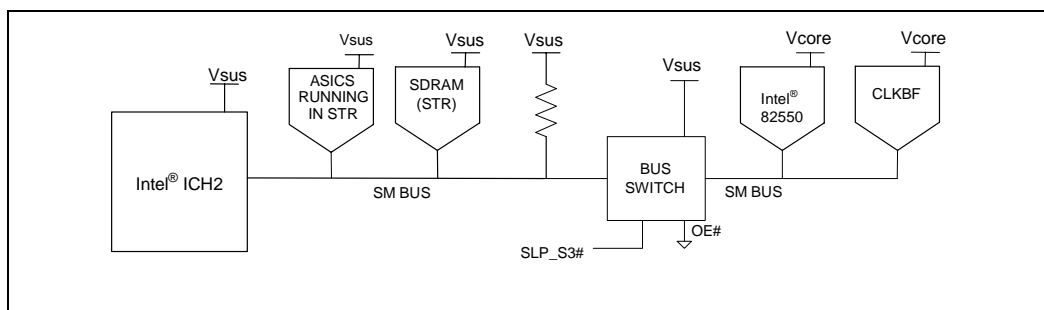 Vsus
Vsus
Vsus
Vsus
Vsus
Vcore
Vcore
ASICS
RUNNING
IN STR
SDRAM
(STR)
Intel®
82550
CLKBF
Intel® ICH2
SM BUS
BUS
SWITCH
SM BUS
OE#
SLP_S3#